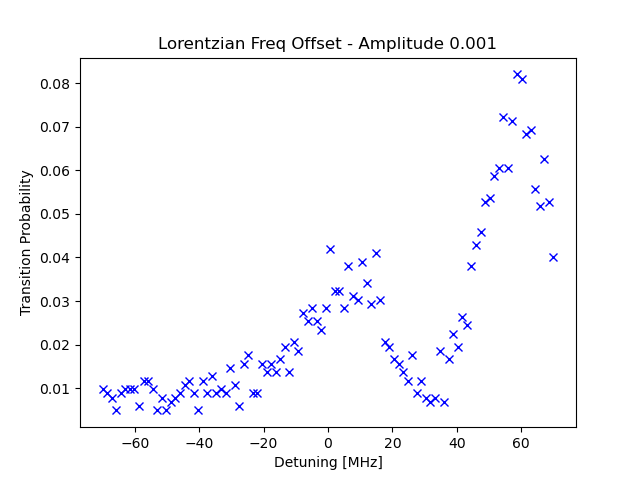 Lorentzian Freq Offset - Amplitude 0.001
0.08
0.07
0.06
0.05
0.04
0.03
0.02
0.01
Transition Probability
−60 −40 −20 0 20 40 60
Detuning [MHz]